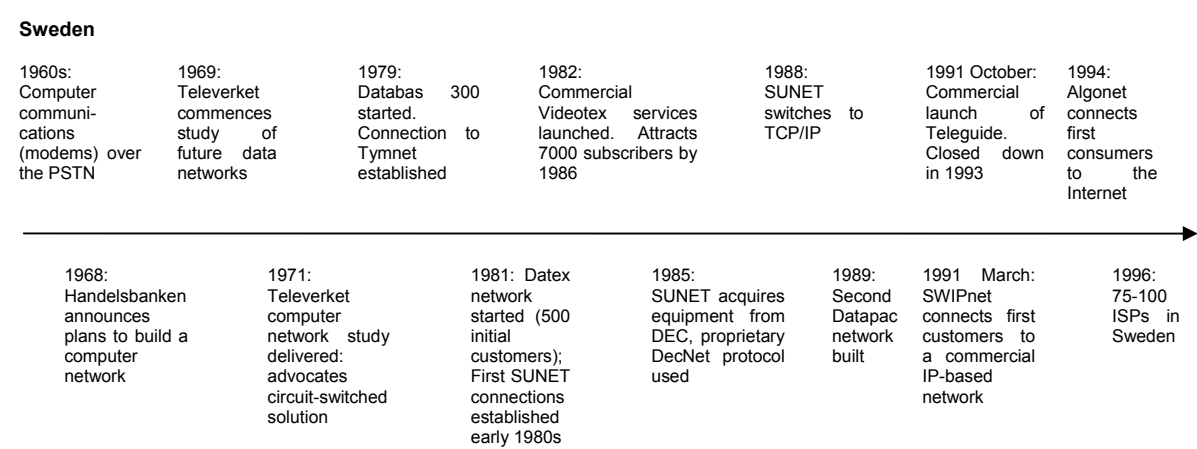 Sweden
1960s:
Computer
communi-
cations
(modems) over
the PSTN
1969:
Televerket
commences
study of
future data
networks
1979:
Databas 300
started.
Connection to
Tymnet
established
1982:
Commercial
Videotex services
launched. Attracts
7000 subscribers by
1986
1988:
SUNET
switches to
TCP/IP
1991 October:
Commercial
launch of
Teleguide.
Closed down
in 1993
1994:
Algonet
connects
first
consumers
to the
Internet
1968:
Handelsbanken
announces
plans to build a
computer
network
1971:
Televerket
computer
network study
delivered:
advocates
circuit-switched
solution
1981: Datex
network
started (500
initial
customers);
First SUNET
connections
established
early 1980s
1985:
SUNET acquires
equipment from
DEC, proprietary
DecNet protocol
used
1989:
Second
Datapac
network
built
1991 March:
SWIPnet
connects first
customers to
a commercial
IP-based
network
1996:
75-100
ISPs in
Sweden